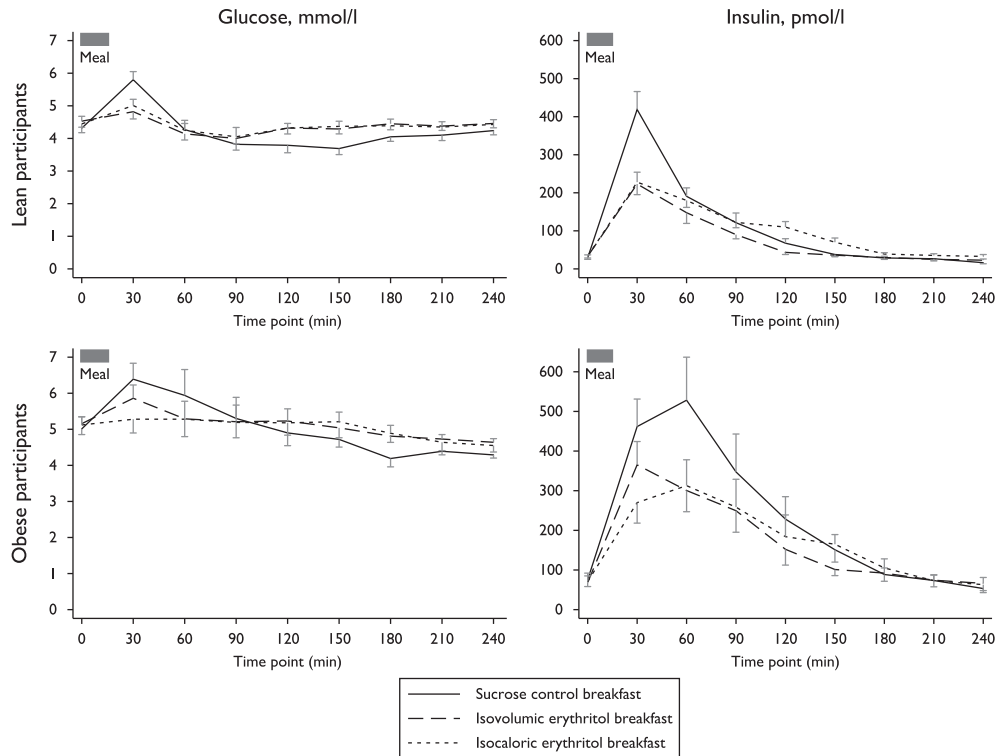 Glucose, mmol/l
Insulin, pmol/l
Lean participants
7
6
5
4
3
2
1
0
Meal
0 30 60 90 120 150 180 210 240
Time point (min)
600
500
400
300
200
100
0
Meal
0 30 60 90 120 150 180 210 240
Time point (min)
Obese participants
7
6
5
4
3
2
1
0
Meal
0 30 60 90 120 150 180 210 240
Time point (min)
600
500
400
300
200
100
0
Meal
0 30 60 90 120 150 180 210 240
Time point (min)
Sucrose control breakfast
Isovolumic erythritol breakfast
Isocaloric erythritol breakfast